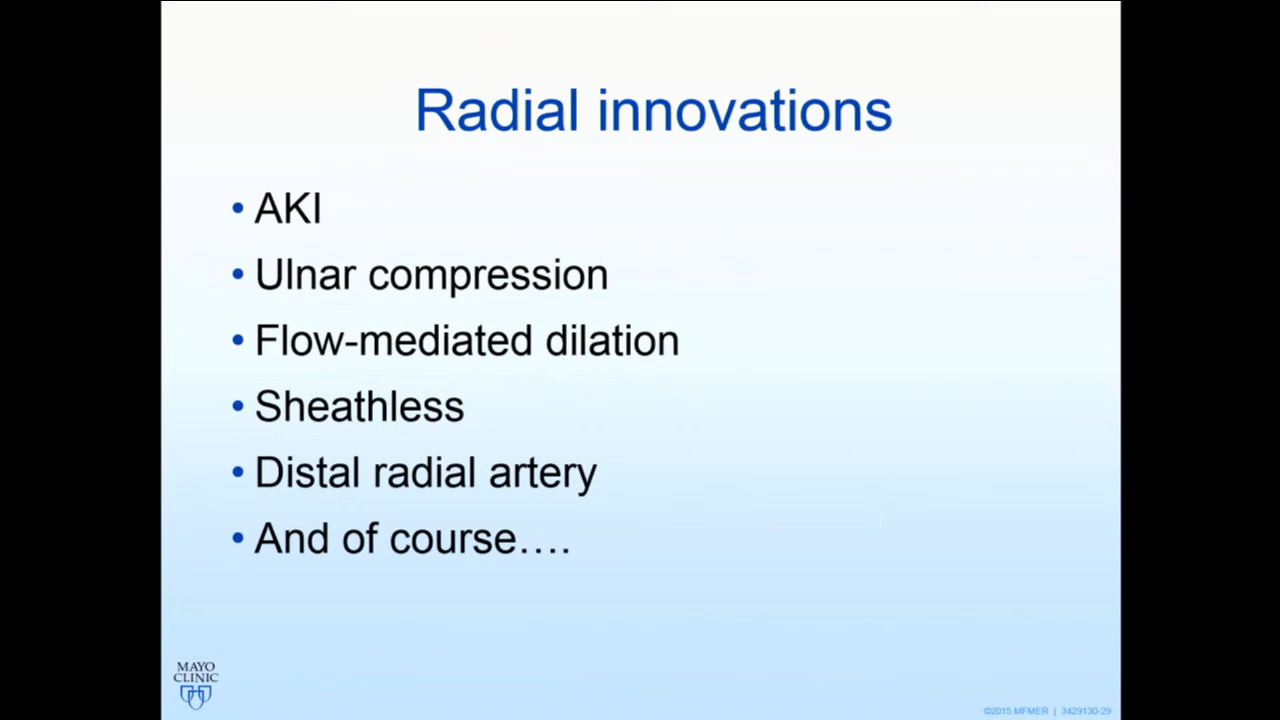 Radial innovations
• AKI
• Ulnar compression
• Flow-mediated dilation
• Sheathless
• Distal radial artery
• And of course….
MAYO
CLINIC
©2015 MFMER | 3429130-29